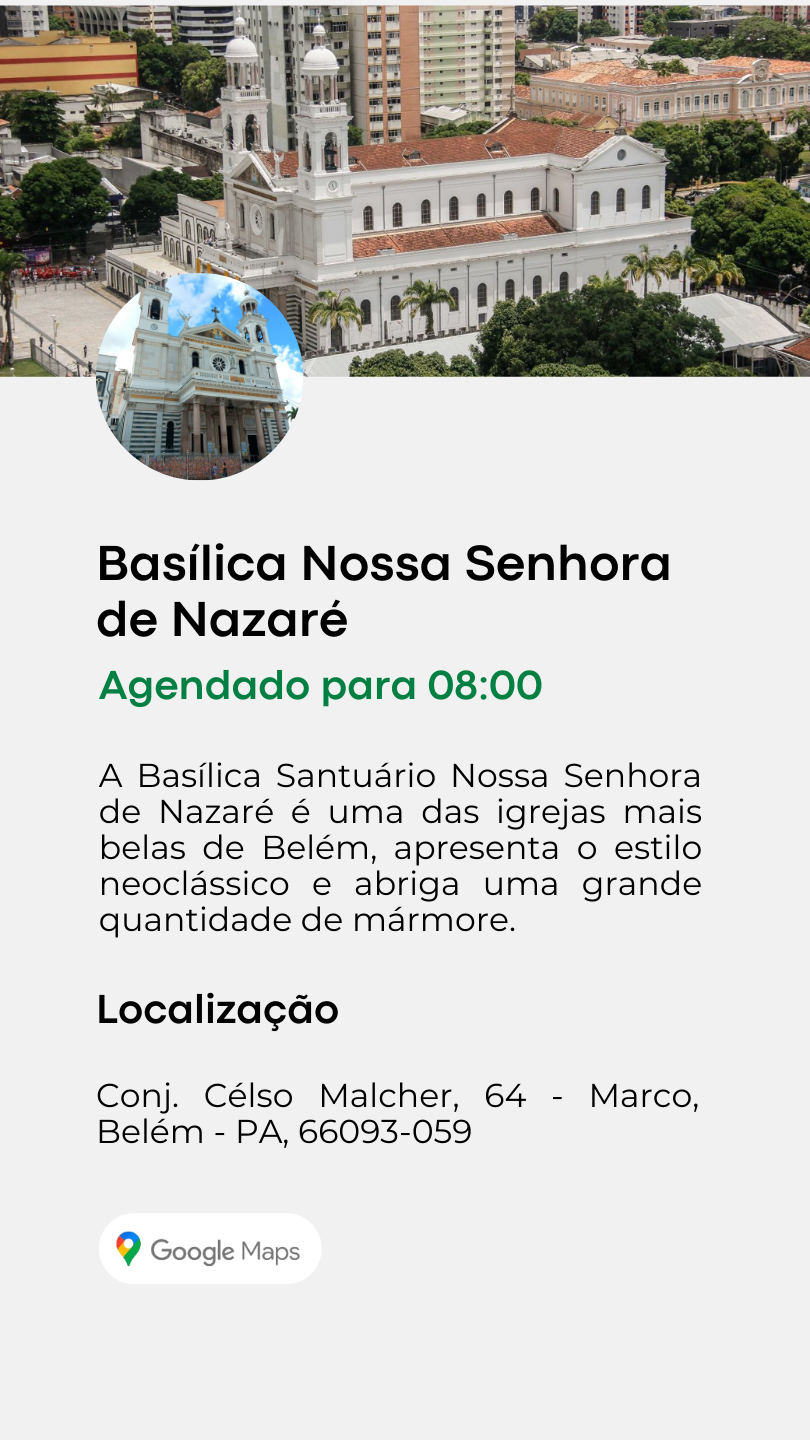 Basílica Nossa Senhora
de Nazaré
Agendado para 08:00
A Basílica Santuário Nossa Senhora
de Nazaré é uma das igrejas mais
belas de Belém, apresenta o estilo
neoclássico e abriga uma grande
quantidade de mármore.
Localização
Conj. Célso Malcher, 64 - Marco,
Belém - PA, 66093-059
Google Maps